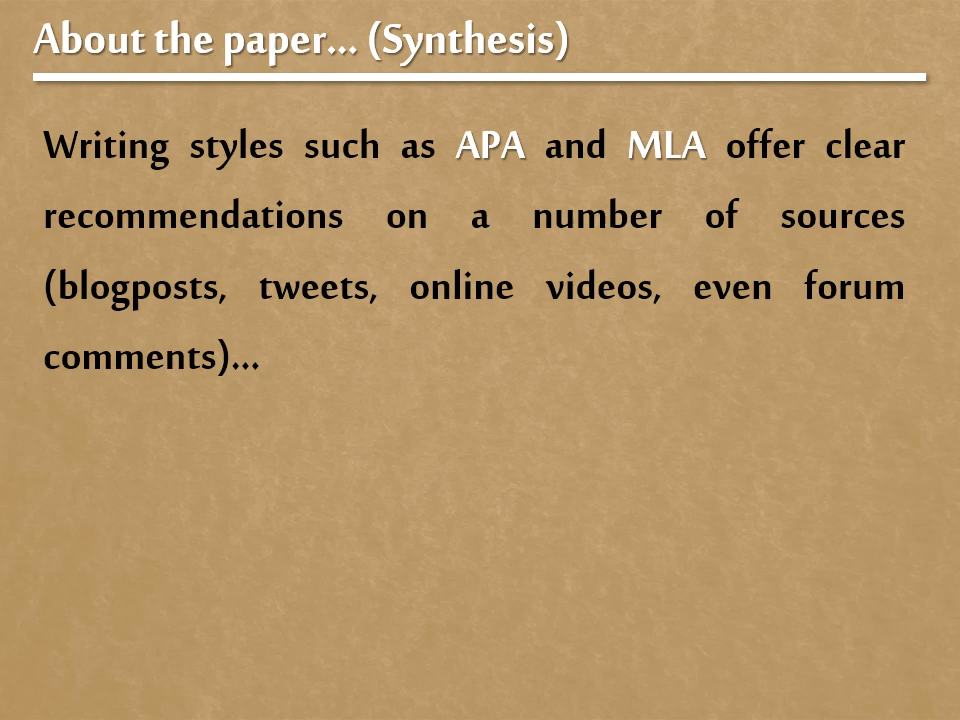 About the paper... (Synthesis)
Writing styles such as APA and MLA offer clear
recommendations on a number of sources
(blogposts, tweets, online videos, even forum
comments)...